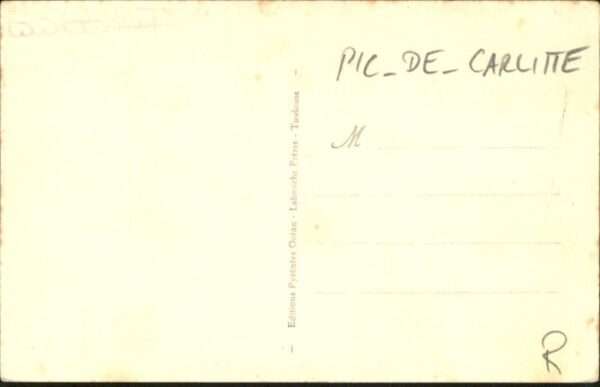 PIC_DE_CARLITTE
Editions Pyrénées Océan - Labouche Frères - Toulouse
M
R